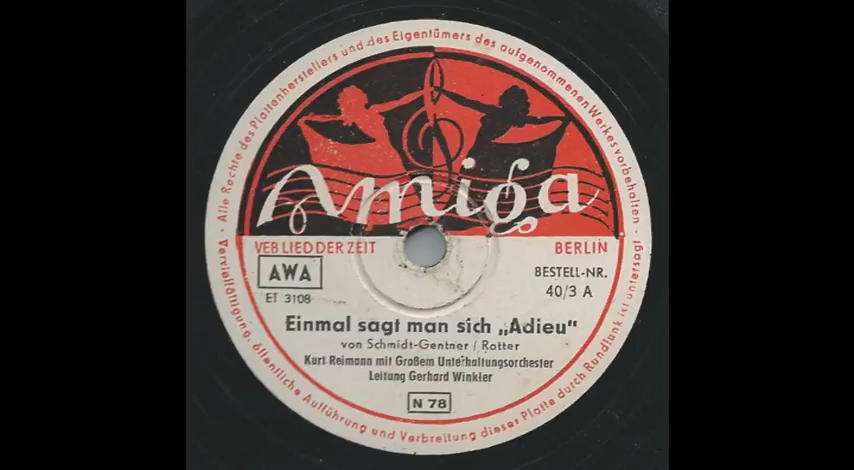 Alle Rechte des Plattenherstellers und des Eigentümers des aufgenommenen Werkes vorbehalten
Amiga
VEB LIED DER ZEIT
BERLIN
AWA
BESTELL-NR.
ET 3108
40/3 A
Einmal sagt man sich „Adieu“
von Schmidt-Gentner / Rotter
Kurt Reimann mit Großem Unterhaltungsorchester
Leitung Gerhard Winkler
N 78
Vervielfältigung, öffentliche Aufführung und Verbreitung dieser Platte durch Rundfunk ist untersagt